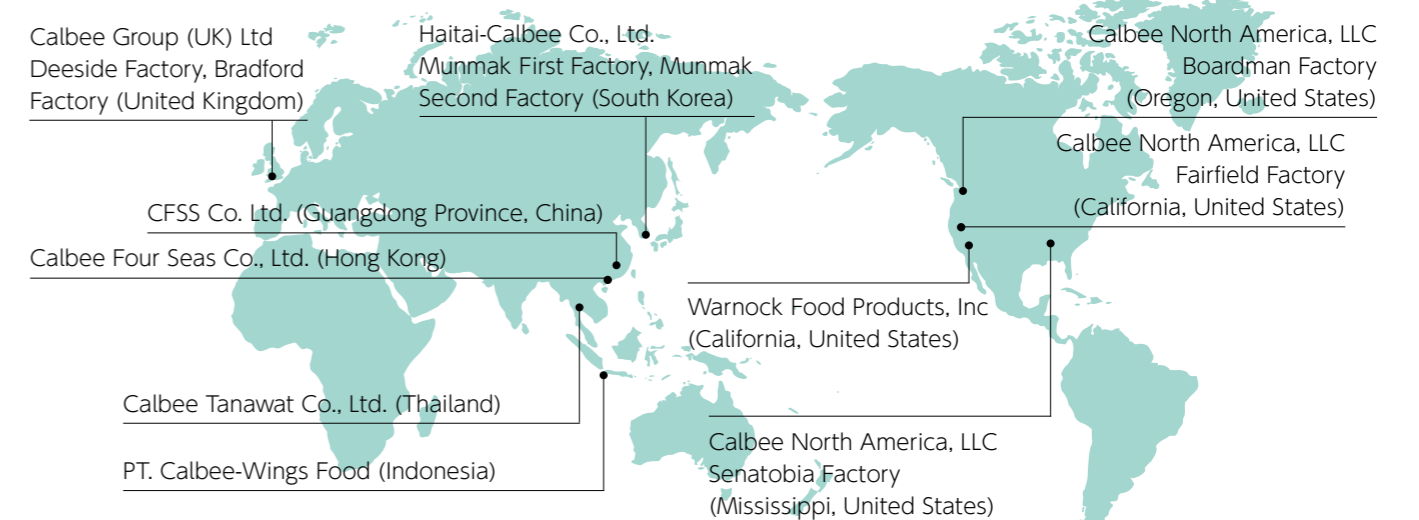 Calbee Group (UK) Ltd
Deeside Factory, Bradford
Factory (United Kingdom)
Haitai-Calbee Co., Ltd.
Munmak First Factory, Munmak
Second Factory (South Korea)
Calbee North America, LLC
Boardman Factory
(Oregon, United States)
Calbee North America, LLC
Fairfield Factory
(California, United States)
CFSS Co. Ltd. (Guangdong Province, China)
Calbee Four Seas Co., Ltd. (Hong Kong)
Warnock Food Products, Inc
(California, United States)
Calbee Tanawat Co., Ltd. (Thailand)
PT. Calbee-Wings Food (Indonesia)
Calbee North America, LLC
Senatobia Factory
(Mississippi, United States)